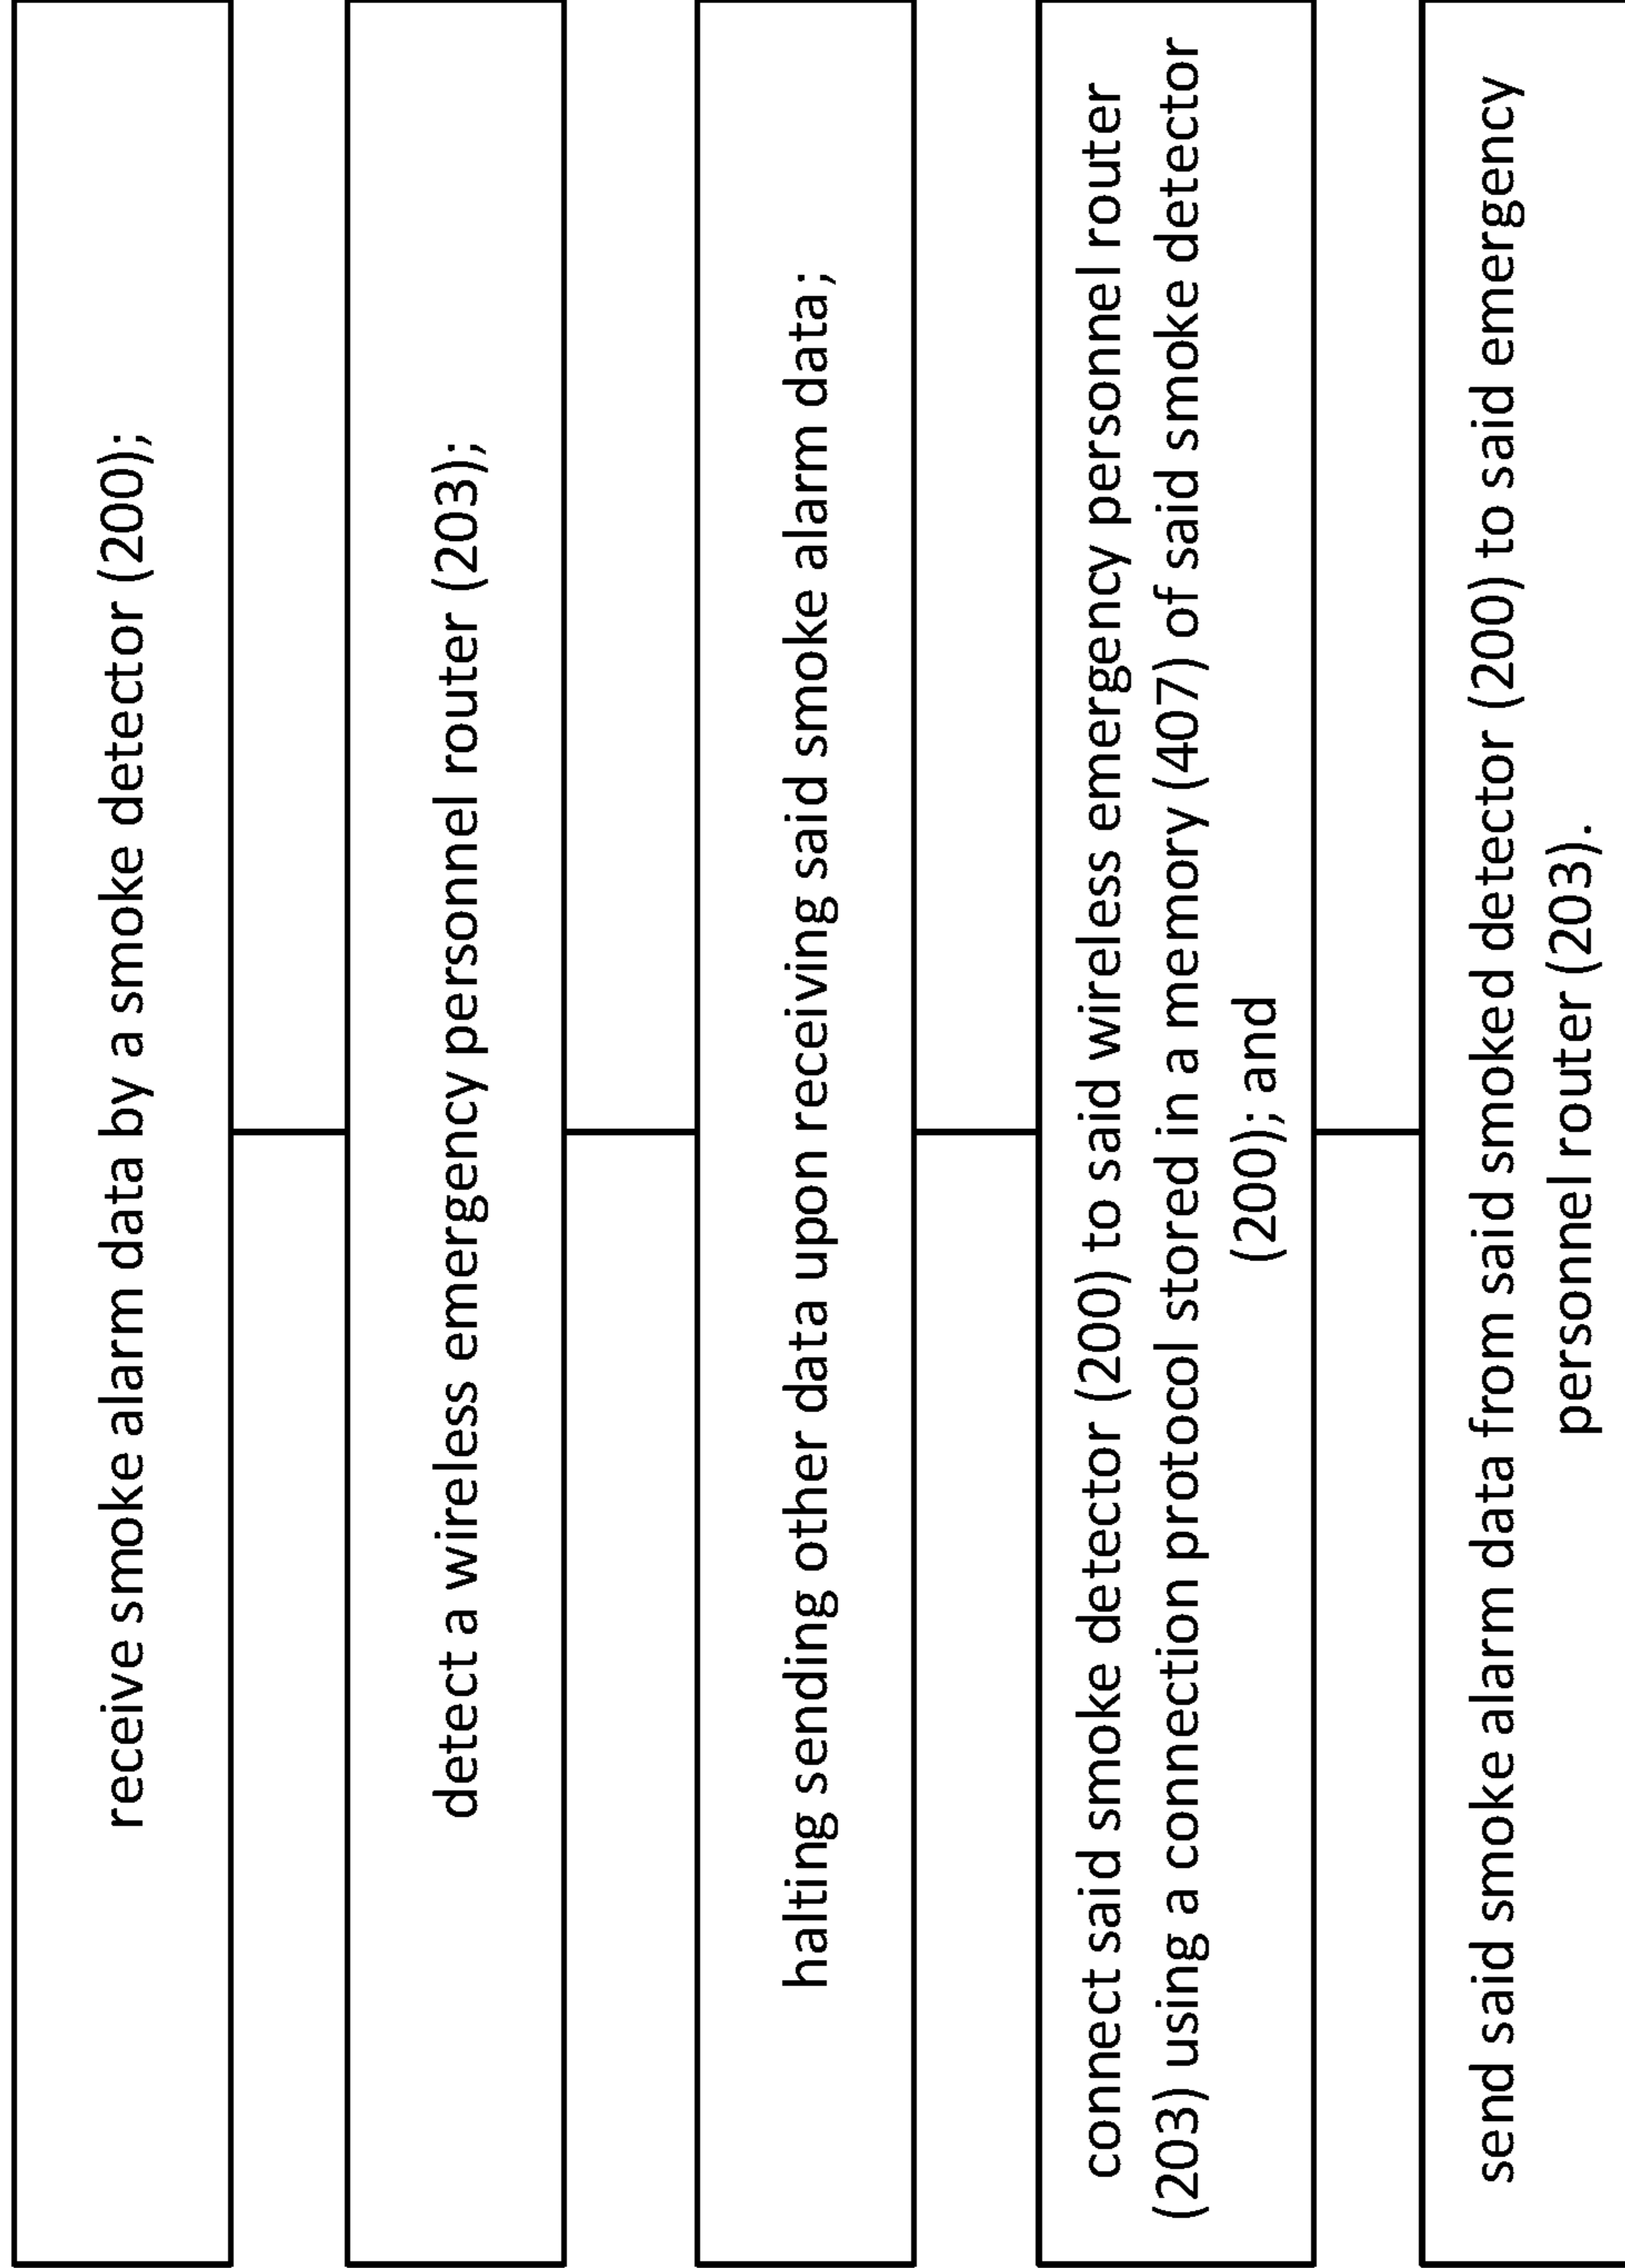 receive smoke alarm data by a smoke detector (200);
detect a wireless emergency personnel router (203);
halting sending other data upon receiving said smoke alarm data;
connect said smoke detector (200) to said wireless emergency personnel router
(203) using a connection protocol stored in a memory (407) of said smoke detector
(200); and
send said smoke alarm data from said smoked detector (200) to said emergency
personnel router (203).